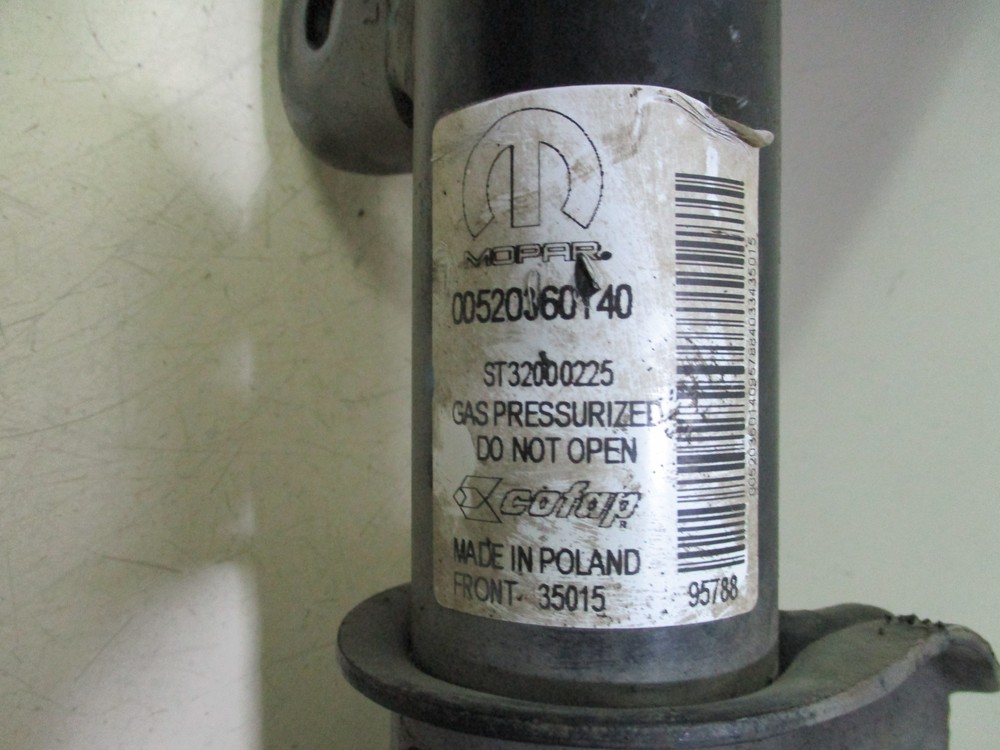 MOPAR
00520360140
ST32000225
GAS PRESSURIZED
DO NOT OPEN
cofap
MADE IN POLAND
FRONT 35015
95788